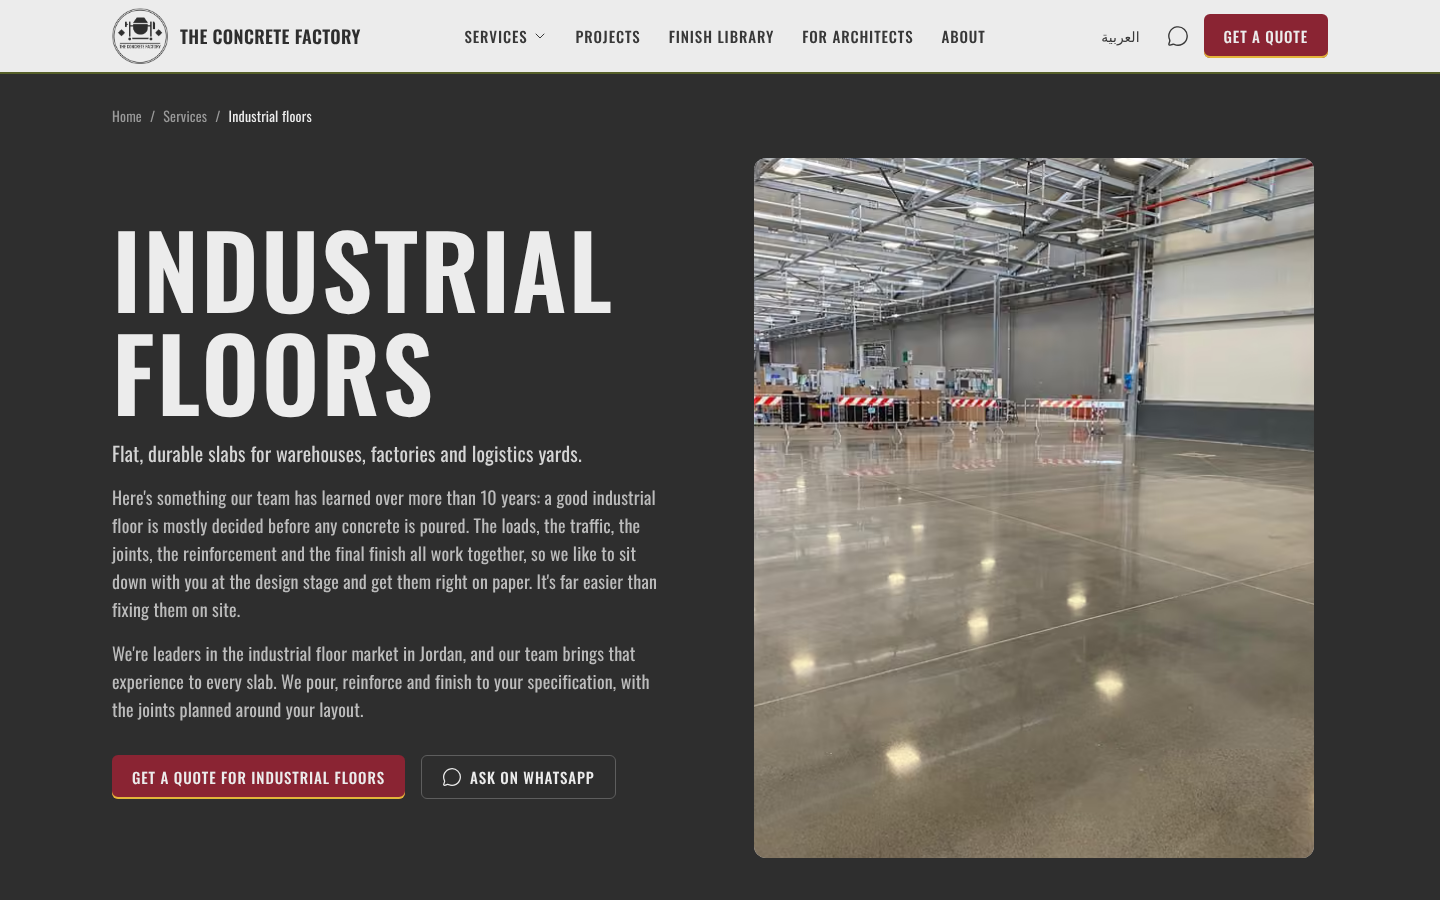 THE CONCRETE FACTORY
THE CONCRETE FACTORY
SERVICES
PROJECTS
FINISH LIBRARY
FOR ARCHITECTS
ABOUT
العربية
GET A QUOTE
Home / Services / Industrial floors
INDUSTRIAL
FLOORS
Flat, durable slabs for warehouses, factories and logistics yards.
Here's something our team has learned over more than 10 years: a good industrial
floor is mostly decided before any concrete is poured. The loads, the traffic, the
joints, the reinforcement and the final finish all work together, so we like to sit
down with you at the design stage and get them right on paper. It's far easier than
fixing them on site.
We're leaders in the industrial floor market in Jordan, and our team brings that
experience to every slab. We pour, reinforce and finish to your specification, with
the joints planned around your layout.
GET A QUOTE FOR INDUSTRIAL FLOORS
ASK ON WHATSAPP